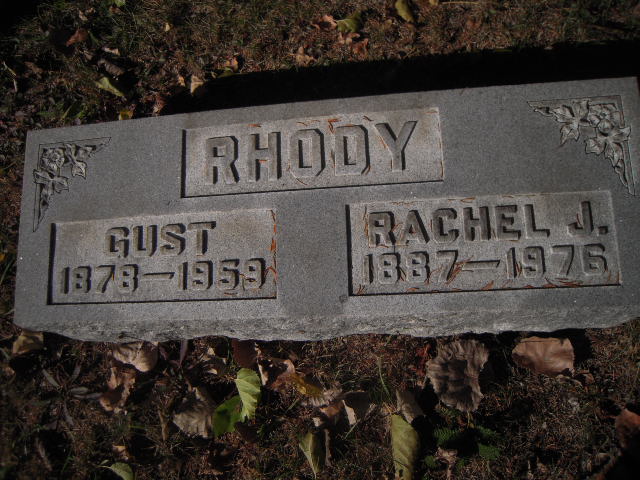 RHODY
GUST
1878–1959
RACHEL J.
1887–1976